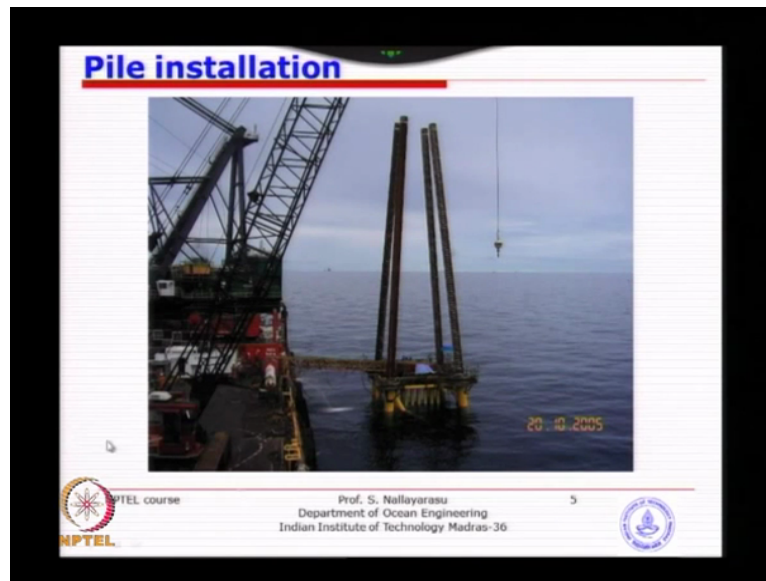 Pile installation
20.10.2005
PTEL course
Prof. S. Nallayarasu
5
Department of Ocean Engineering
Indian Institute of Technology Madras-36
NPTEL